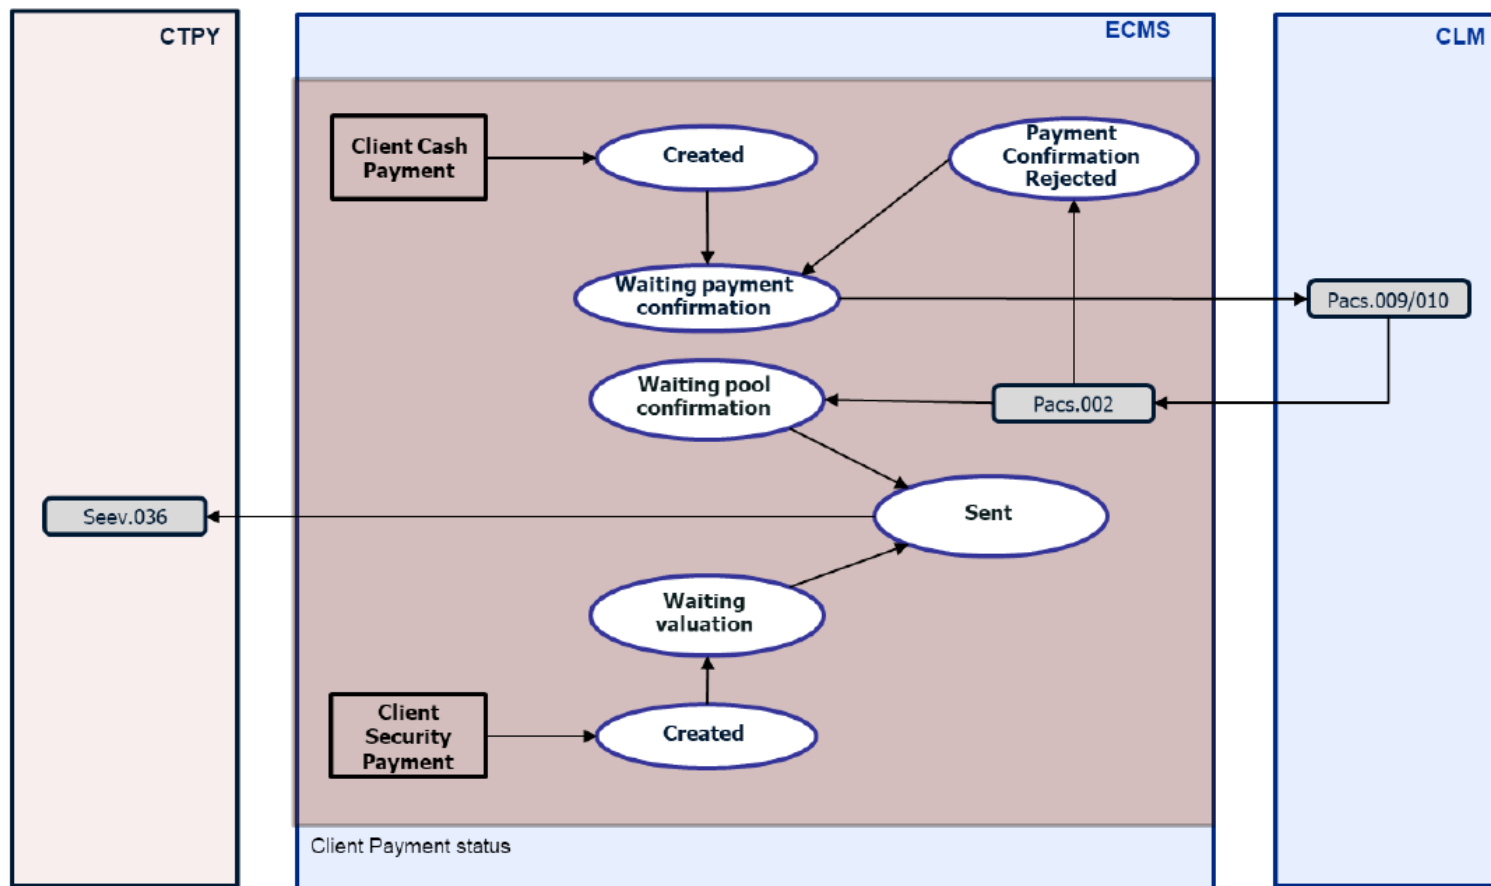 CTPY
ECMS
CLM
Client Cash
Payment
Created
Payment
Confirmation
Rejected
Waiting payment
confirmation
Pacs.009/010
Waiting pool
confirmation
Pacs.002
Seev.036
Sent
Waiting
valuation
Client
Security
Payment
Created
Client Payment status